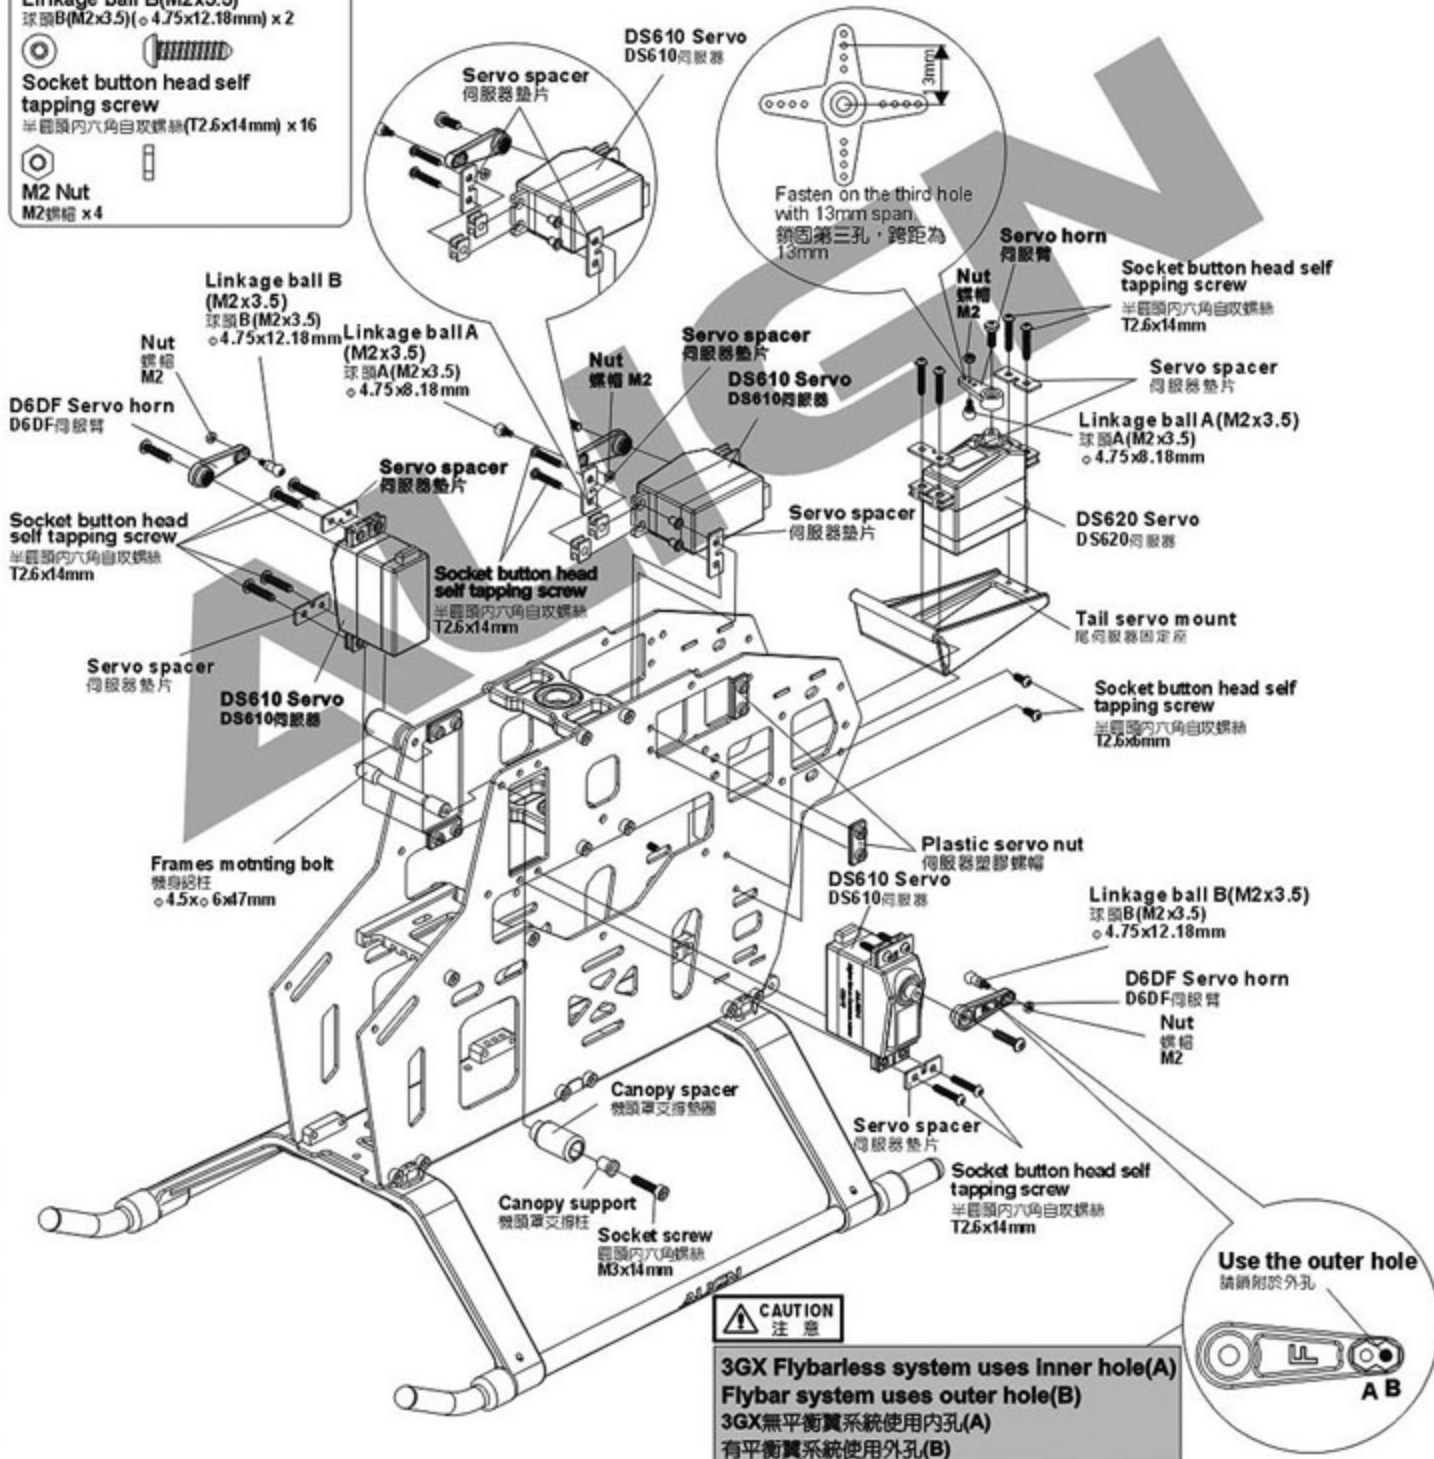 球頭B(M2x3.5)(⌀4.75x12.18mm) x 2
Socket button head self
tapping screw
半圓頭內六角自攻螺絲(T2.6x14mm) x 16
M2 Nut
M2螺帽 x 4
Servo spacer
伺服器墊片
DS610 Servo
DS610伺服器
13mm
Fasten on the third hole
with 13mm span.
鎖固第三孔，跨距為
13mm
Servo horn
伺服臂
Nut
螺帽
M2
Socket button head self
tapping screw
半圓頭內六角自攻螺絲
T2.6x14mm
Servo spacer
伺服器墊片
Linkage ball A(M2x3.5)
球頭A(M2x3.5)
⌀4.75x8.18mm
DS620 Servo
DS620伺服器
Tail servo mount
尾伺服器固定座
Socket button head self
tapping screw
半圓頭內六角自攻螺絲
T2.6x6mm
Linkage ball B
(M2x3.5)
球頭B(M2x3.5)
⌀4.75x12.18mm
Nut
螺帽
M2
D6DF Servo horn
D6DF伺服臂
Linkage ball A
(M2x3.5)
球頭A(M2x3.5)
⌀4.75x8.18mm
Nut
螺帽 M2
Servo spacer
伺服器墊片
DS610 Servo
DS610伺服器
Servo spacer
伺服器墊片
Servo spacer
伺服器墊片
Socket button head
self tapping screw
半圓頭內六角自攻螺絲
T2.6x14mm
Socket button head
self tapping screw
半圓頭內六角自攻螺絲
T2.6x14mm
Servo spacer
伺服器墊片
DS610 Servo
DS610伺服器
Frames motnting bolt
機身鋁柱
⌀4.5x⌀6x47mm
Plastic servo nut
伺服器塑膠螺帽
DS610 Servo
DS610伺服器
Linkage ball B(M2x3.5)
球頭B(M2x3.5)
⌀4.75x12.18mm
D6DF Servo horn
D6DF伺服臂
Nut
螺帽
M2
Servo spacer
伺服器墊片
Socket button head self
tapping screw
半圓頭內六角自攻螺絲
T2.6x14mm
Canopy spacer
機頭罩支撐墊圈
Canopy support
機頭罩支撐柱
Socket screw
圓頭內六角螺絲
M3x14mm
ALIGN
ALIGN
Use the outer hole
請鎖附於外孔
F
A B
CAUTION
注 意
3GX Flybarless system uses inner hole(A)
Flybar system uses outer hole(B)
3GX無平衡翼系統使用內孔(A)
有平衡翼系統使用外孔(B)